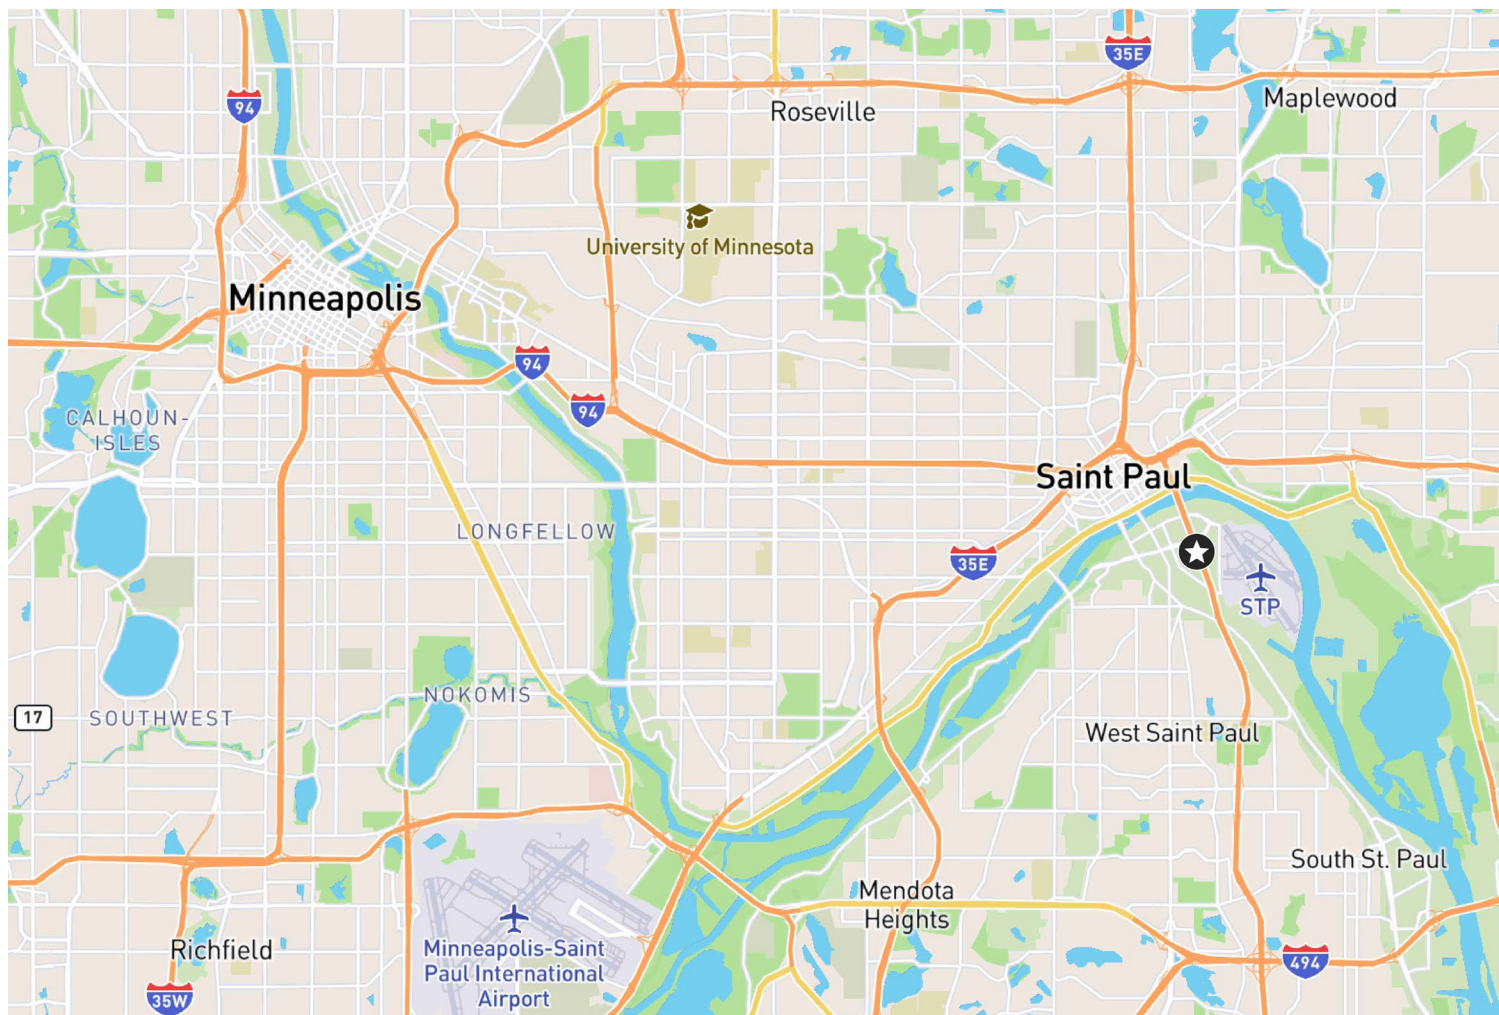 35E
94
Maplewood
Roseville
University of Minnesota
Minneapolis
94
94
CALHOUN-
ISLES
Saint Paul
LONGFELLOW
35E
STP
NOKOMIS
17
SOUTHWEST
West Saint Paul
South St. Paul
Mendota
Heights
Richfield
Minneapolis-Saint
Paul International
Airport
494
35W